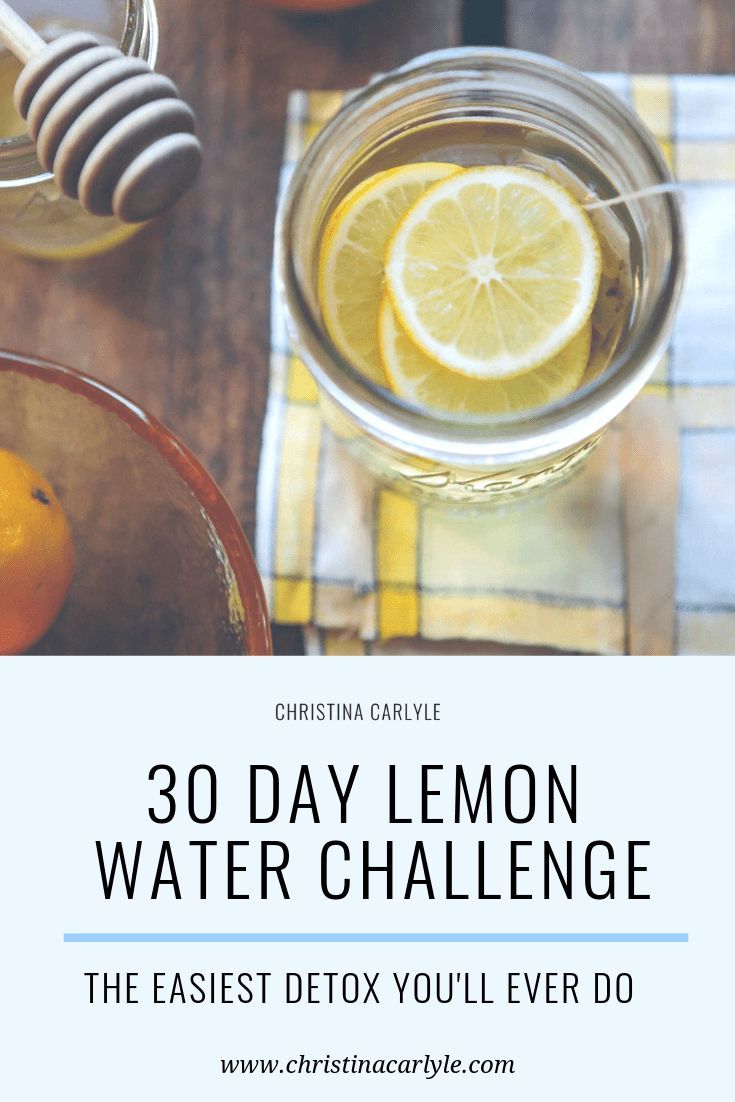 CHRISTINA CARLYLE
30 DAY LEMON
WATER CHALLENGE
THE EASIEST DETOX YOU'LL EVER DO
www.christinacarlyle.com